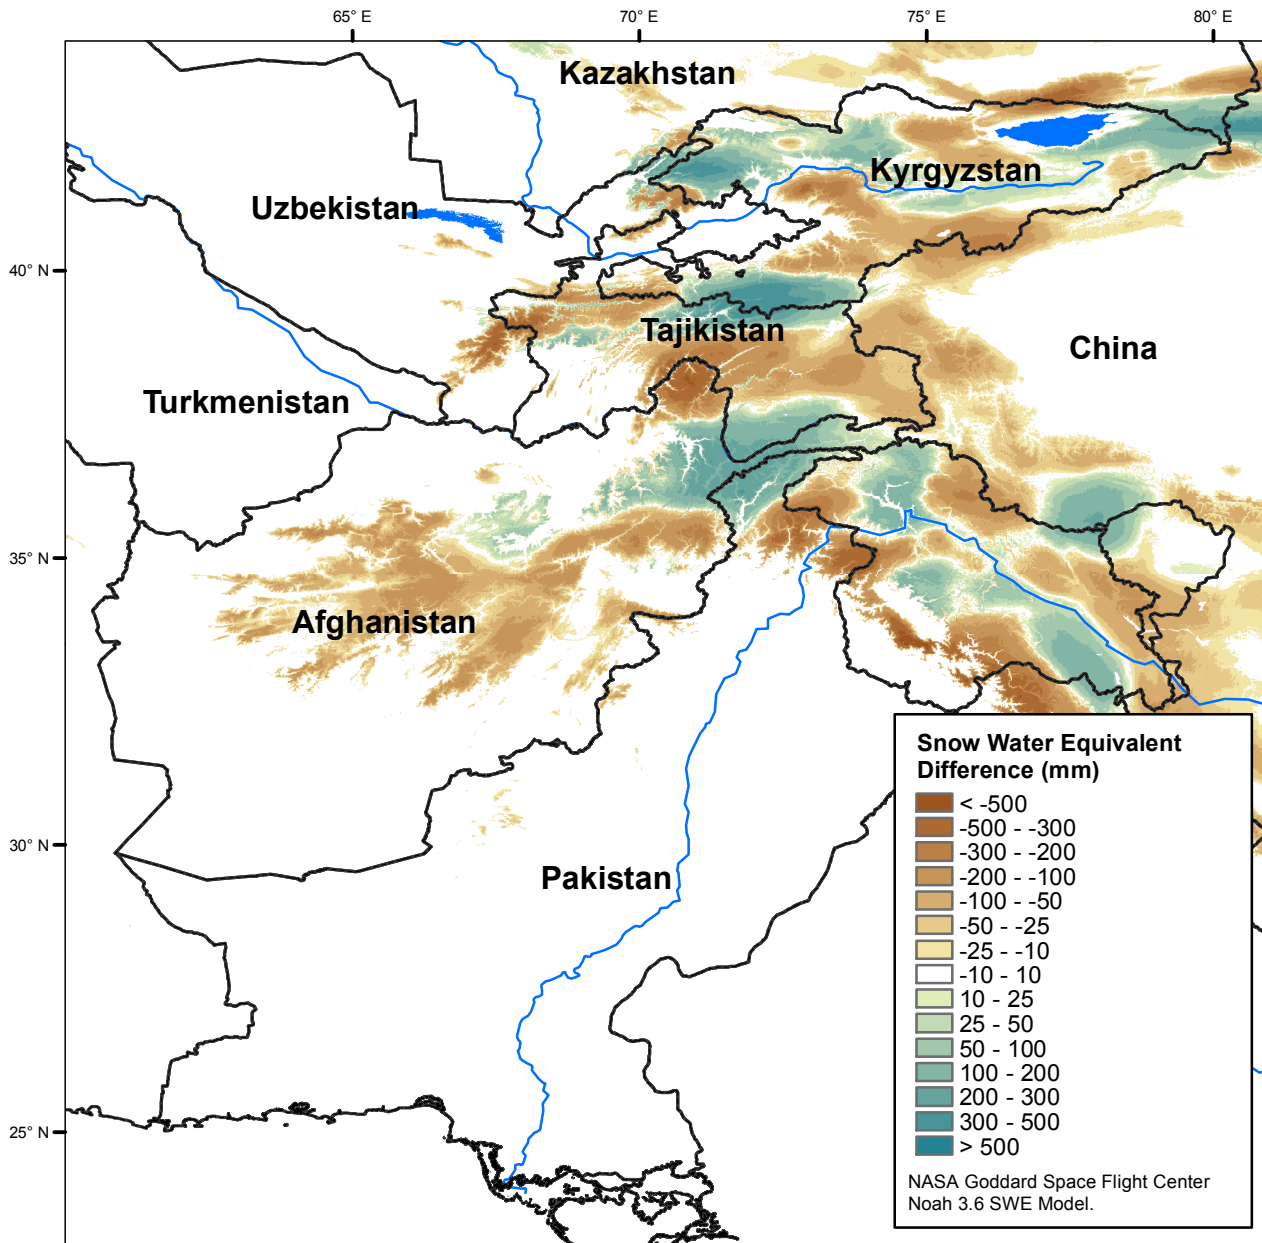 65° E
70° E
75° E
80° E
Kazakhstan
Kyrgyzstan
Uzbekistan
40° N
Tajikistan
China
Turkmenistan
35° N
Afghanistan
Snow Water Equivalent
Difference (mm)
< -500
-500 - -300
-300 - -200
-200 - -100
-100 - -50
-50 - -25
-25 - -10
-10 - 10
10 - 25
25 - 50
50 - 100
100 - 200
200 - 300
300 - 500
> 500
NASA Goddard Space Flight Center
Noah 3.6 SWE Model.
30° N
Pakistan
25° N